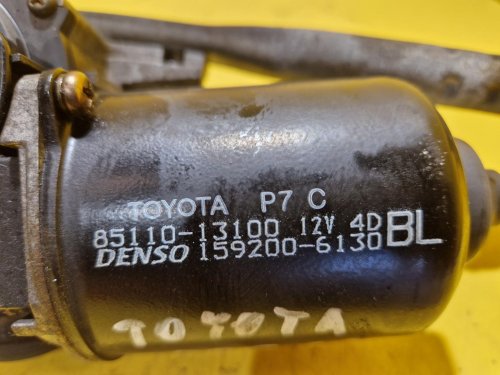 TOYOTA P7 C
85110-13100 12V 4D
DENSO 159200-6130 BL
TOYOTA